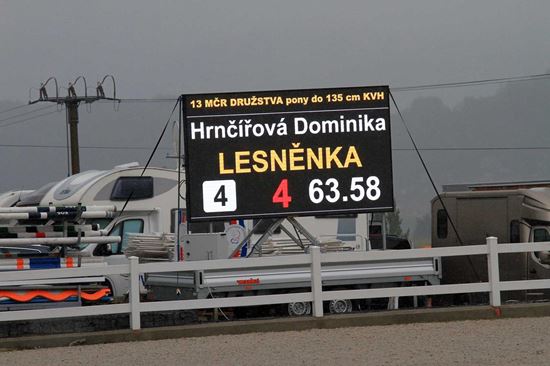 13 MČR DRUŽSTVA pony do 135 cm KVH
Hrnčířová Dominika
LESNĚNKA
4 4 63.58